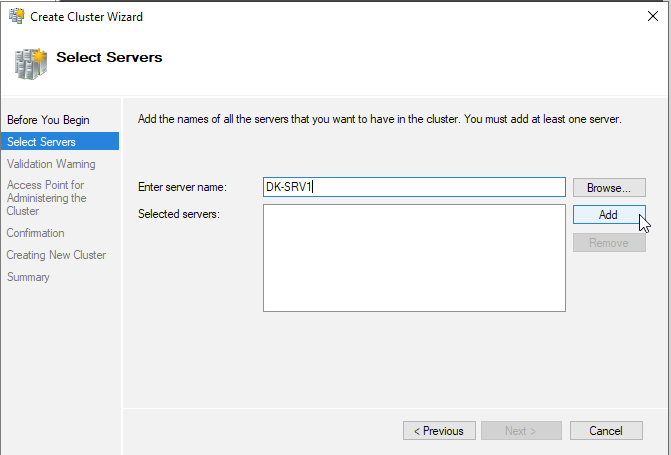 Create Cluster Wizard
Select Servers
Before You Begin
Select Servers
Validation Warning
Access Point for
Administering the
Cluster
Confirmation
Creating New Cluster
Summary
Add the names of all the servers that you want to have in the cluster. You must add at least one server.
Enter server name:
DK-SRV1
Browse...
Selected servers:
Add
Remove
< Previous
Next >
Cancel